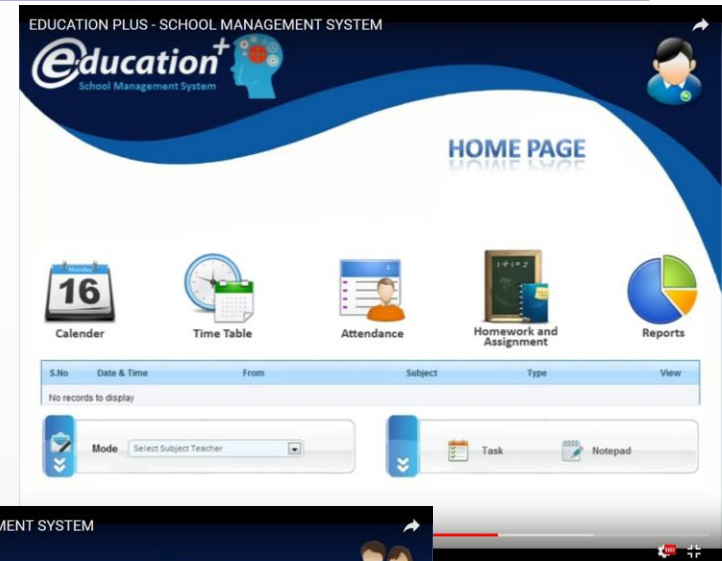 EDUCATION PLUS - SCHOOL MANAGEMENT SYSTEM
education+
School Management System
HOME PAGE
Monday
16
1+1=2
Calender Time Table Attendance Homework and Assignment Reports
S.No Date & Time From Subject Type View
No records to display
Mode Select Subject Teacher Task Notepad
MENT SYSTEM
HD